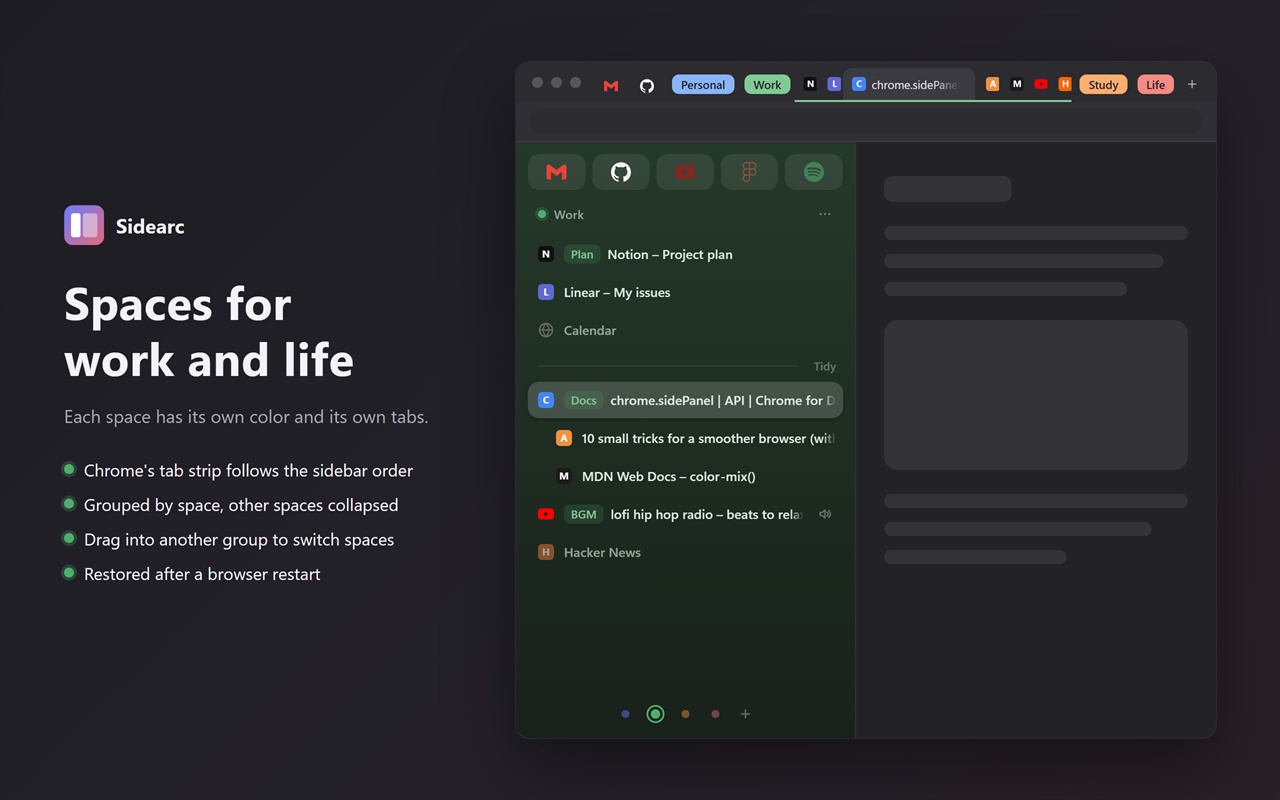 Sidearc
Spaces for
work and life
Each space has its own color and its own tabs.
Chrome's tab strip follows the sidebar order
Grouped by space, other spaces collapsed
Drag into another group to switch spaces
Restored after a browser restart
Personal Work N L C chrome.sidePane A M H Study Life +
Work ...
N Plan Notion – Project plan
L Linear – My issues
Calendar
Tidy
C Docs chrome.sidePanel | API | Chrome for D
A 10 small tricks for a smoother browser (wit
M MDN Web Docs – color-mix()
BGM lofi hip hop radio – beats to rela
H Hacker News
+